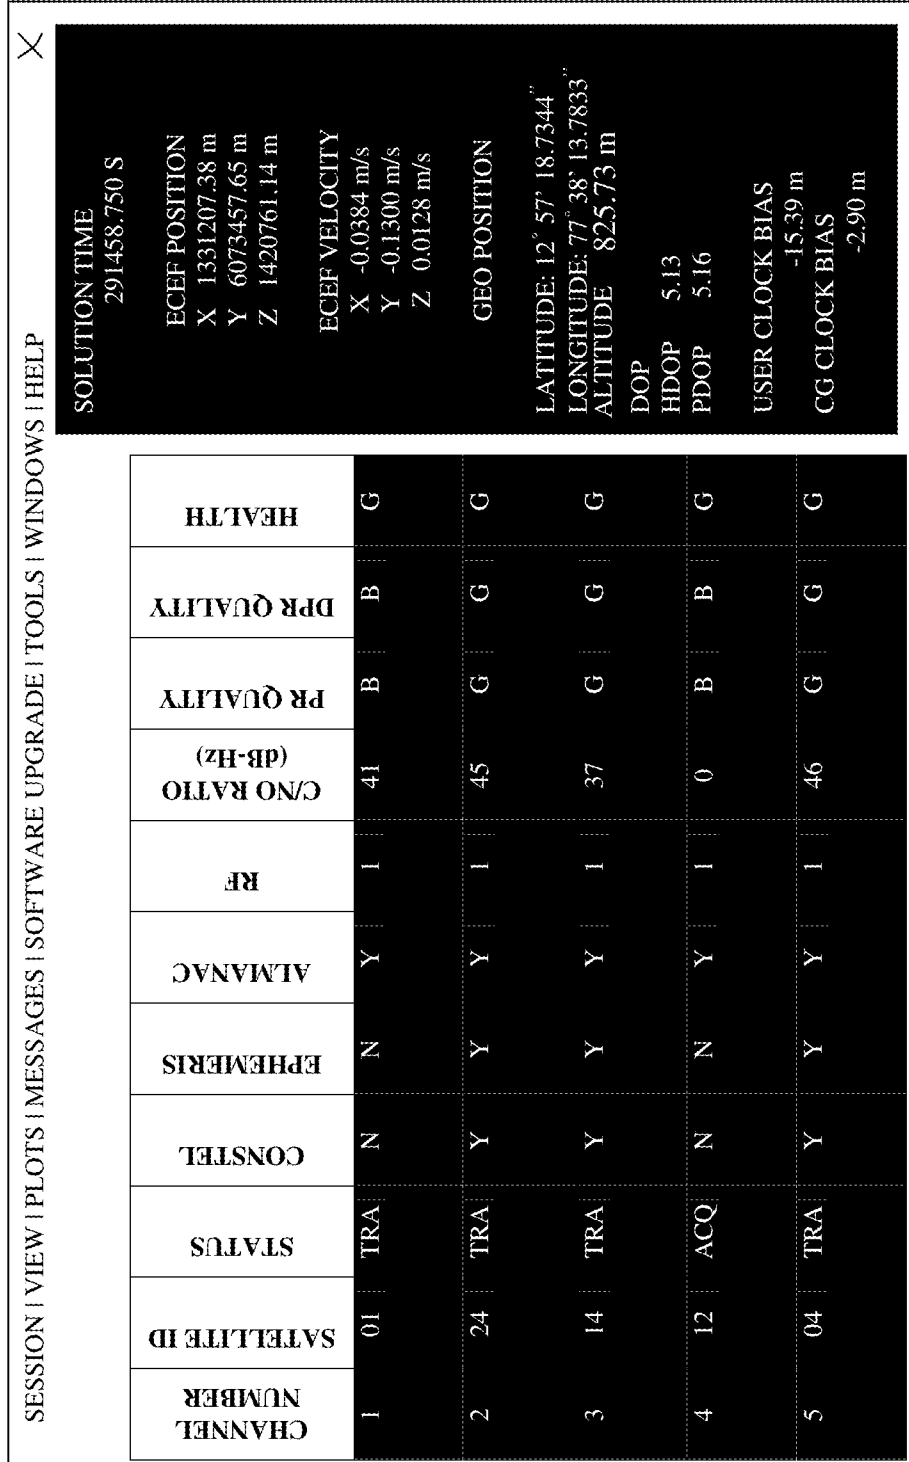 SESSION | VIEW | PLOTS | MESSAGES | SOFTWARE UPGRADE | TOOLS | WINDOWS | HELP
CHANNEL NUMBER SATELLITE ID STATUS CONSTEL EPHEMERIS ALMANAC RF C/NO RATIO (dB-Hz) PR QUALITY DPR QUALITY HEALTH
1 01 TRA N N Y 1 41 B B G
2 24 TRA Y Y Y 1 45 G G G
3 14 TRA Y Y Y 1 37 G G G
4 12 ACQ N N Y 1 0 B B G
5 04 TRA Y Y Y 1 46 G G G
SOLUTION TIME
291458.750 S
ECEF POSITION
X 1331207.38 m
Y 6073457.65 m
Z 1420761.14 m
ECEF VELOCITY
X -0.0384 m/s
Y -0.1300 m/s
Z 0.0128 m/s
GEO POSITION
LATITUDE: 12° 57' 18.7344"
LONGITUDE: 77° 38' 13.7833"
ALTITUDE 825.73 m
DOP
HDOP 5.13
PDOP 5.16
USER CLOCK BIAS
-15.39 m
CG CLOCK BIAS
-2.90 m